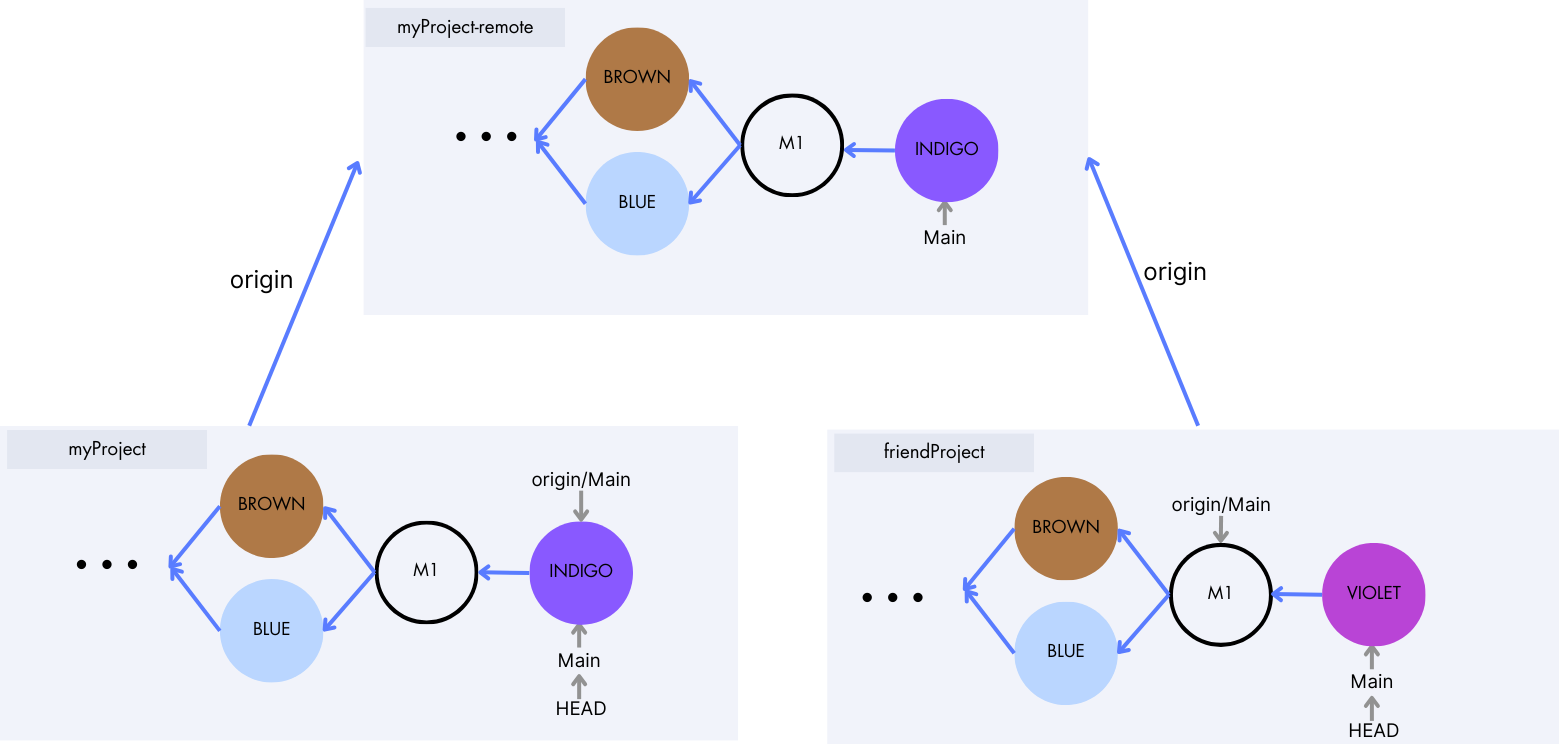 myProject-remote
BROWN
M1
INDIGO
BLUE
Main
origin
origin
myProject
BROWN
origin/Main
M1
INDIGO
BLUE
Main
HEAD
friendProject
BROWN
origin/Main
M1
VIOLET
BLUE
Main
HEAD